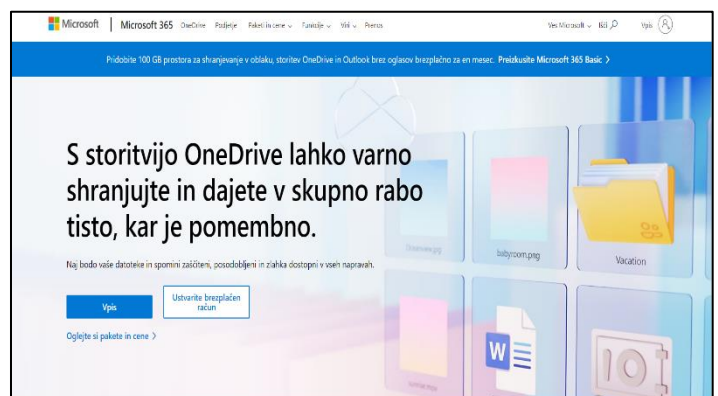 Microsoft | Microsoft 365 OneDrive Podjetje Paketi in cene Funkcije Viri Prenos Ves Microsoft Išči Vpis
Pridobite 100 GB prostora za shranjevanje v oblaku, storitev OneDrive in Outlook brez oglasov brezplačno za en mesec. Preizkusite Microsoft 365 Basic >
S storitvijo OneDrive lahko varno
shranjujte in dajete v skupno rabo
tisto, kar je pomembno.
Naj bodo vaše datoteke in spomini zaščiteni, posodobljeni in zlahka dostopni v vseh napravah.
Vpis
Ustvarite brezplačen
račun
Oglejte si pakete in cene >
babyroom.png
Vacation
W